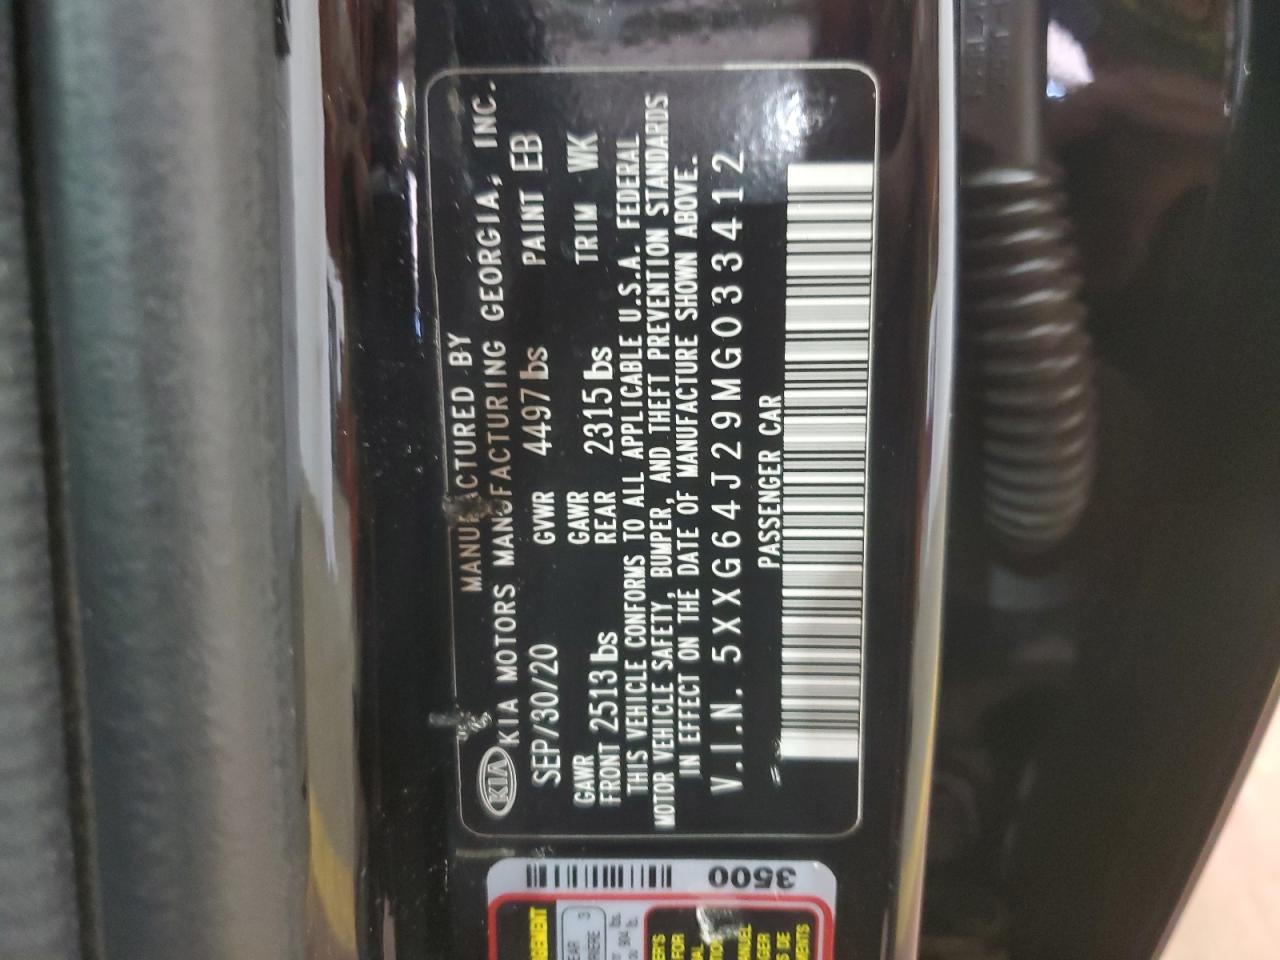 MANUFACTURED BY
KIA KIA MOTORS MANUFACTURING GEORGIA, INC.
SEP/30/20 GVWR 4497 lbs PAINT EB
GAWR FRONT 2513 lbs GAWR REAR 2315 lbs TRIM WK
THIS VEHICLE CONFORMS TO ALL APPLICABLE U.S.A. FEDERAL
MOTOR VEHICLE SAFETY, BUMPER, AND THEFT PREVENTION STANDARDS
IN EFFECT ON THE DATE OF MANUFACTURE SHOWN ABOVE.
V.I.N. 5XXG64J29MG033412
PASSENGER CAR
3500